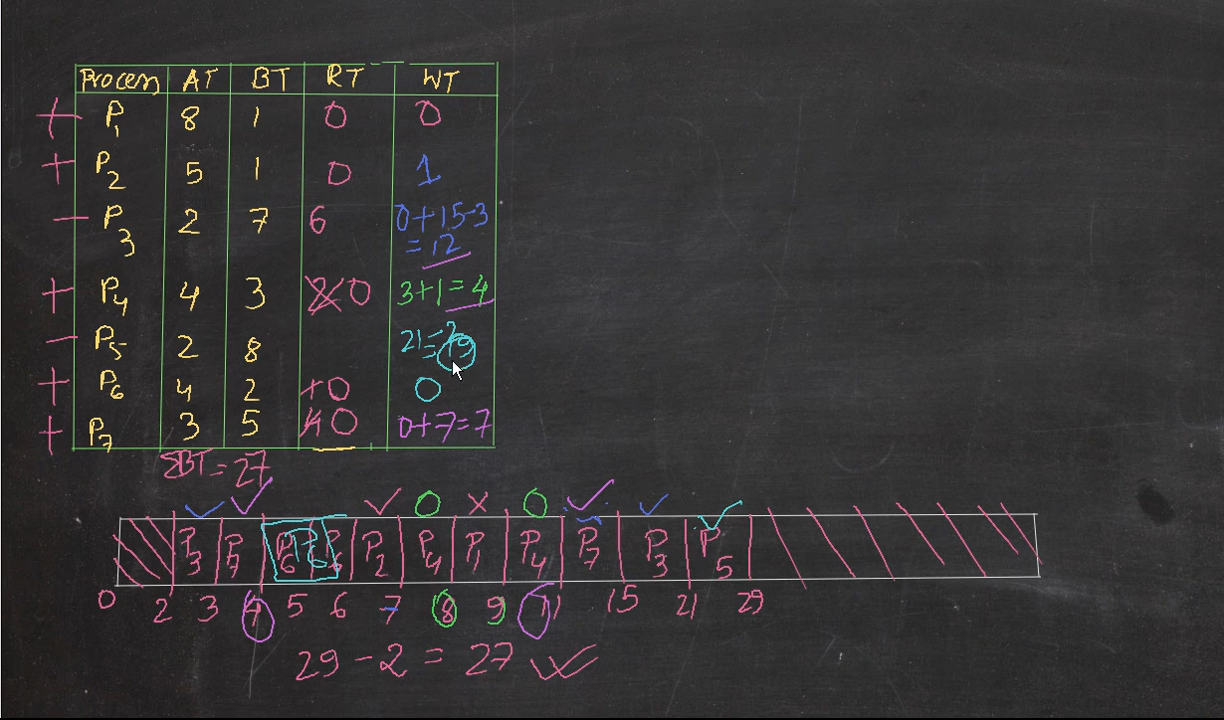 Process AT BT RT WT
+ P1 8 1 0 0
+ P2 5 1 0 1
- P3 2 7 6 0+15-3
= 12
+ P4 4 3 2 0 3+1=4
- P5 2 8
+ P6 4 2 1 0 0
+ P7 3 5 4 0 0+7=7
ΣBT = 27
P3 P7 P6 P6 P2 P4 P1 P4 P7 P3 P5
0 2 3 4 5 6 7 8 9 11 15 21 29
29 - 2 = 27